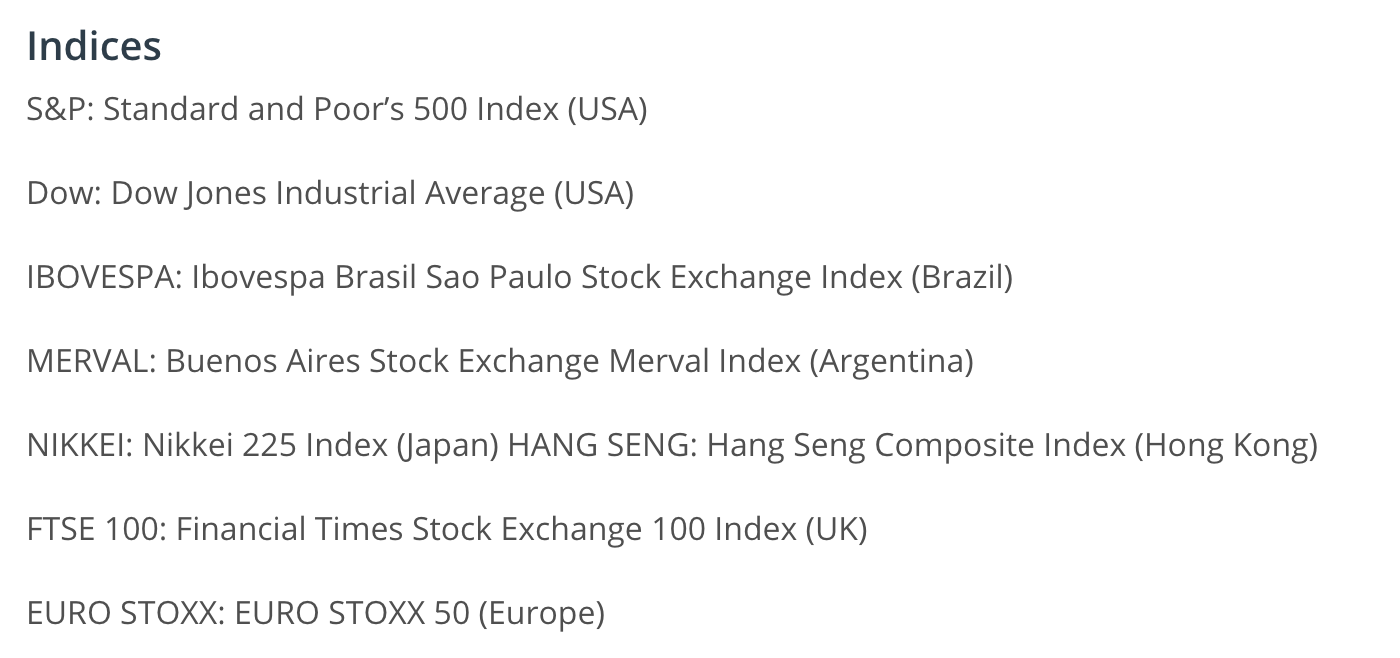 Indices
S&P: Standard and Poor’s 500 Index (USA)
Dow: Dow Jones Industrial Average (USA)
IBOVESPA: Ibovespa Brasil Sao Paulo Stock Exchange Index (Brazil)
MERVAL: Buenos Aires Stock Exchange Merval Index (Argentina)
NIKKEI: Nikkei 225 Index (Japan) HANG SENG: Hang Seng Composite Index (Hong Kong)
FTSE 100: Financial Times Stock Exchange 100 Index (UK)
EURO STOXX: EURO STOXX 50 (Europe)